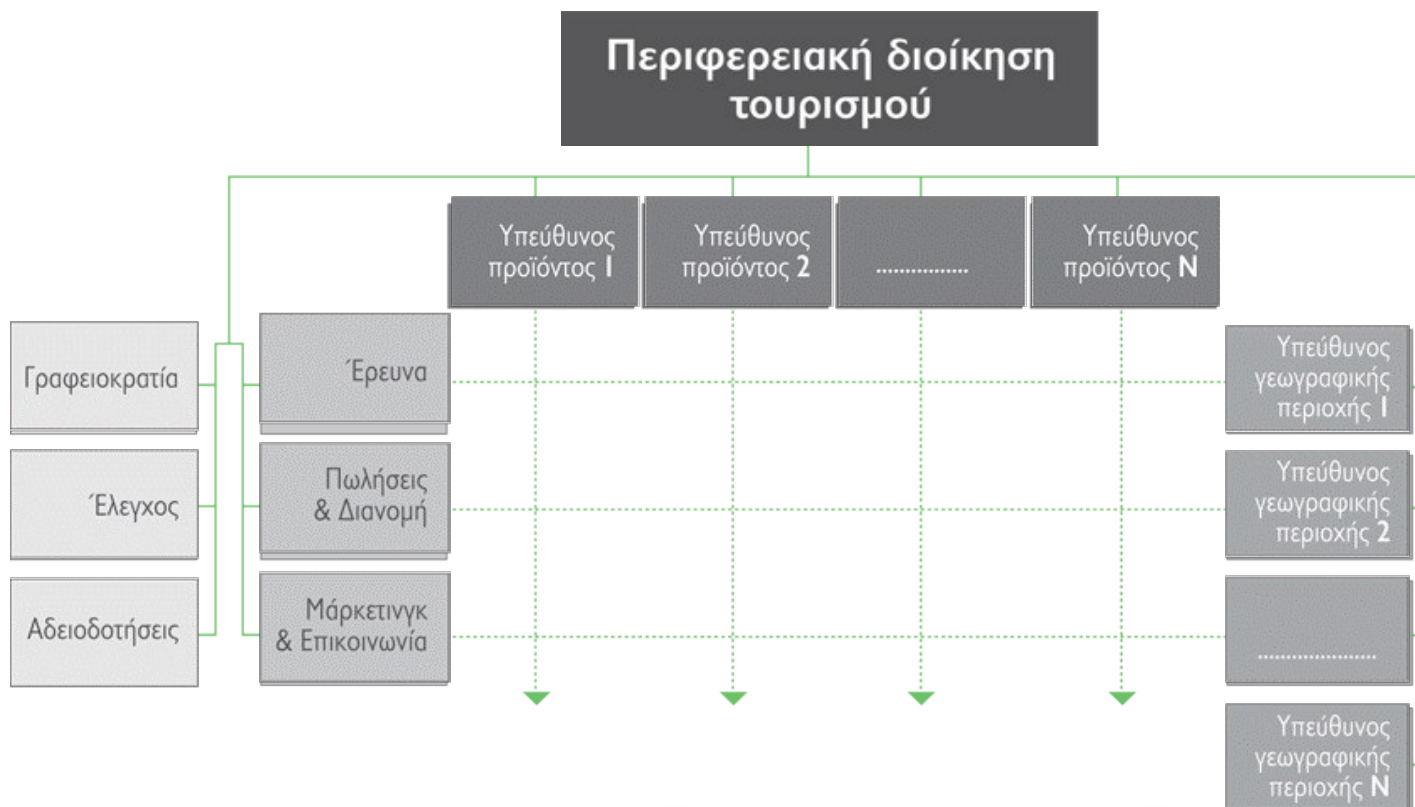 Περιφερειακή διοίκηση
τουρισμού
Υπεύθυνος
προϊόντος 1
Υπεύθυνος
προϊόντος 2
................
Υπεύθυνος
προϊόντος N
Γραφειοκρατία
Έλεγχος
Αδειοδοτήσεις
Έρευνα
Πωλήσεις
& Διανομή
Μάρκετινγκ
& Επικοινωνία
Υπεύθυνος
γεωγραφικής
περιοχής 1
Υπεύθυνος
γεωγραφικής
περιοχής 2
.....................
Υπεύθυνος
γεωγραφικής
περιοχής N